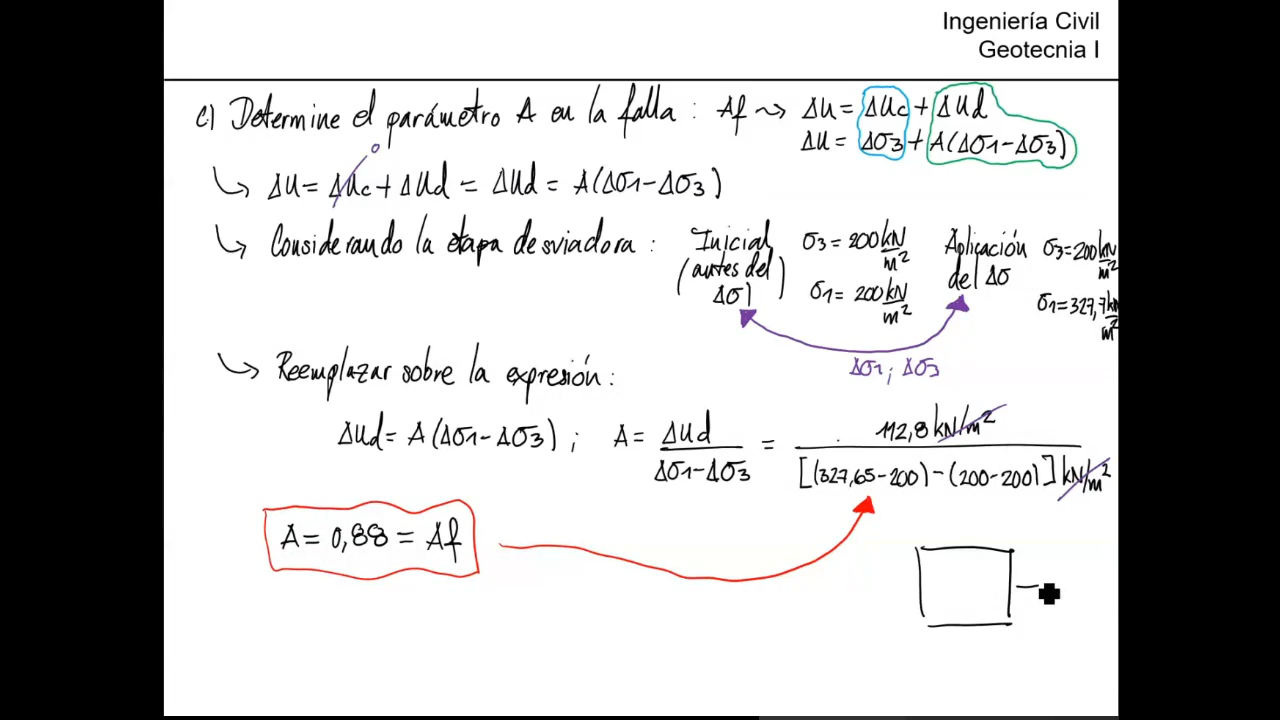 Ingeniería Civil
Geotecnia I
c) Determine el parámetro A en la falla: Af ⇝ ΔU = ΔUc + ΔUd
ΔU = Δσ3 + A(Δσ1-Δσ3)
0
↳ ΔU = ΔUc + ΔUd = ΔUd = A(Δσ1-Δσ3)
↳ Considerando la etapa desviadora: Inicial (antes del Δσ) σ3 = 200 kN/m² σ1 = 200 kN/m² Aplicación del Δσ σ3=200 kN/m² σ1=327,7 kN/m²
Δσ1; Δσ3
↳ Reemplazar sobre la expresión:
ΔUd = A(Δσ1-Δσ3); A = ΔUd / Δσ1-Δσ3 = 112,8 kN/m² / [(327,65-200)-(200-200)] kN/m²
A = 0,88 = Af